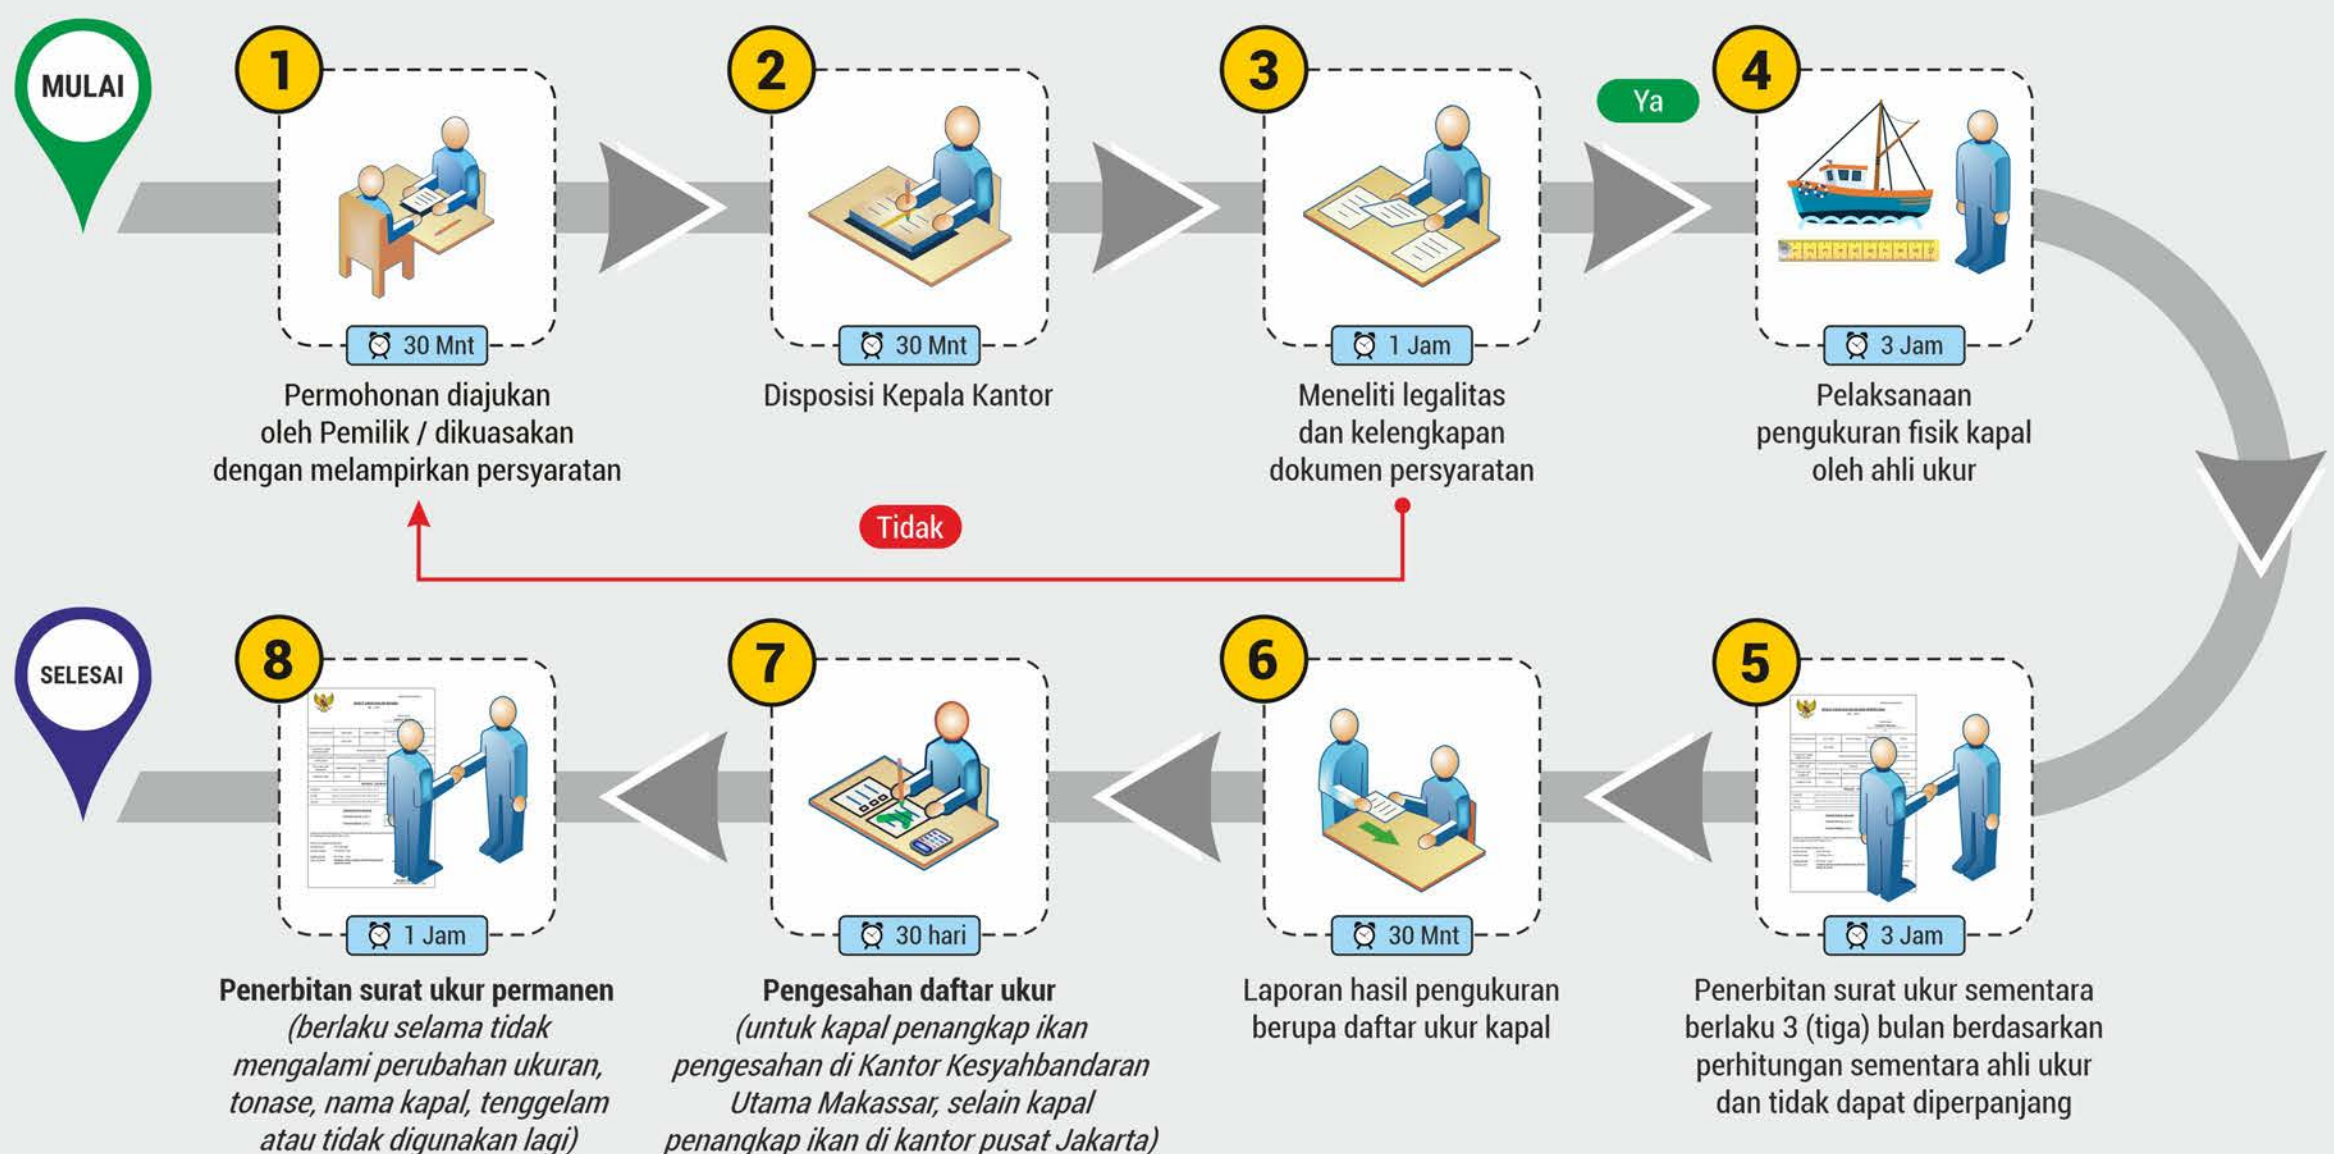 MULAI
1
30 Mnt
Permohonan diajukan
oleh Pemilik / dikuasakan
dengan melampirkan persyaratan
2
30 Mnt
Disposisi Kepala Kantor
3
1 Jam
Meneliti legalitas
dan kelengkapan
dokumen persyaratan
Ya
4
3 Jam
Pelaksanaan
pengukuran fisik kapal
oleh ahli ukur
Tidak
5
3 Jam
Penerbitan surat ukur sementara
berlaku 3 (tiga) bulan berdasarkan
perhitungan sementara ahli ukur
dan tidak dapat diperpanjang
6
30 Mnt
Laporan hasil pengukuran
berupa daftar ukur kapal
7
30 hari
Pengesahan daftar ukur
(untuk kapal penangkap ikan
pengesahan di Kantor Kesyahbandaran
Utama Makassar, selain kapal
penangkap ikan di kantor pusat Jakarta)
8
1 Jam
Penerbitan surat ukur permanen
(berlaku selama tidak
mengalami perubahan ukuran,
tonase, nama kapal, tenggelam
atau tidak digunakan lagi)
SELESAI